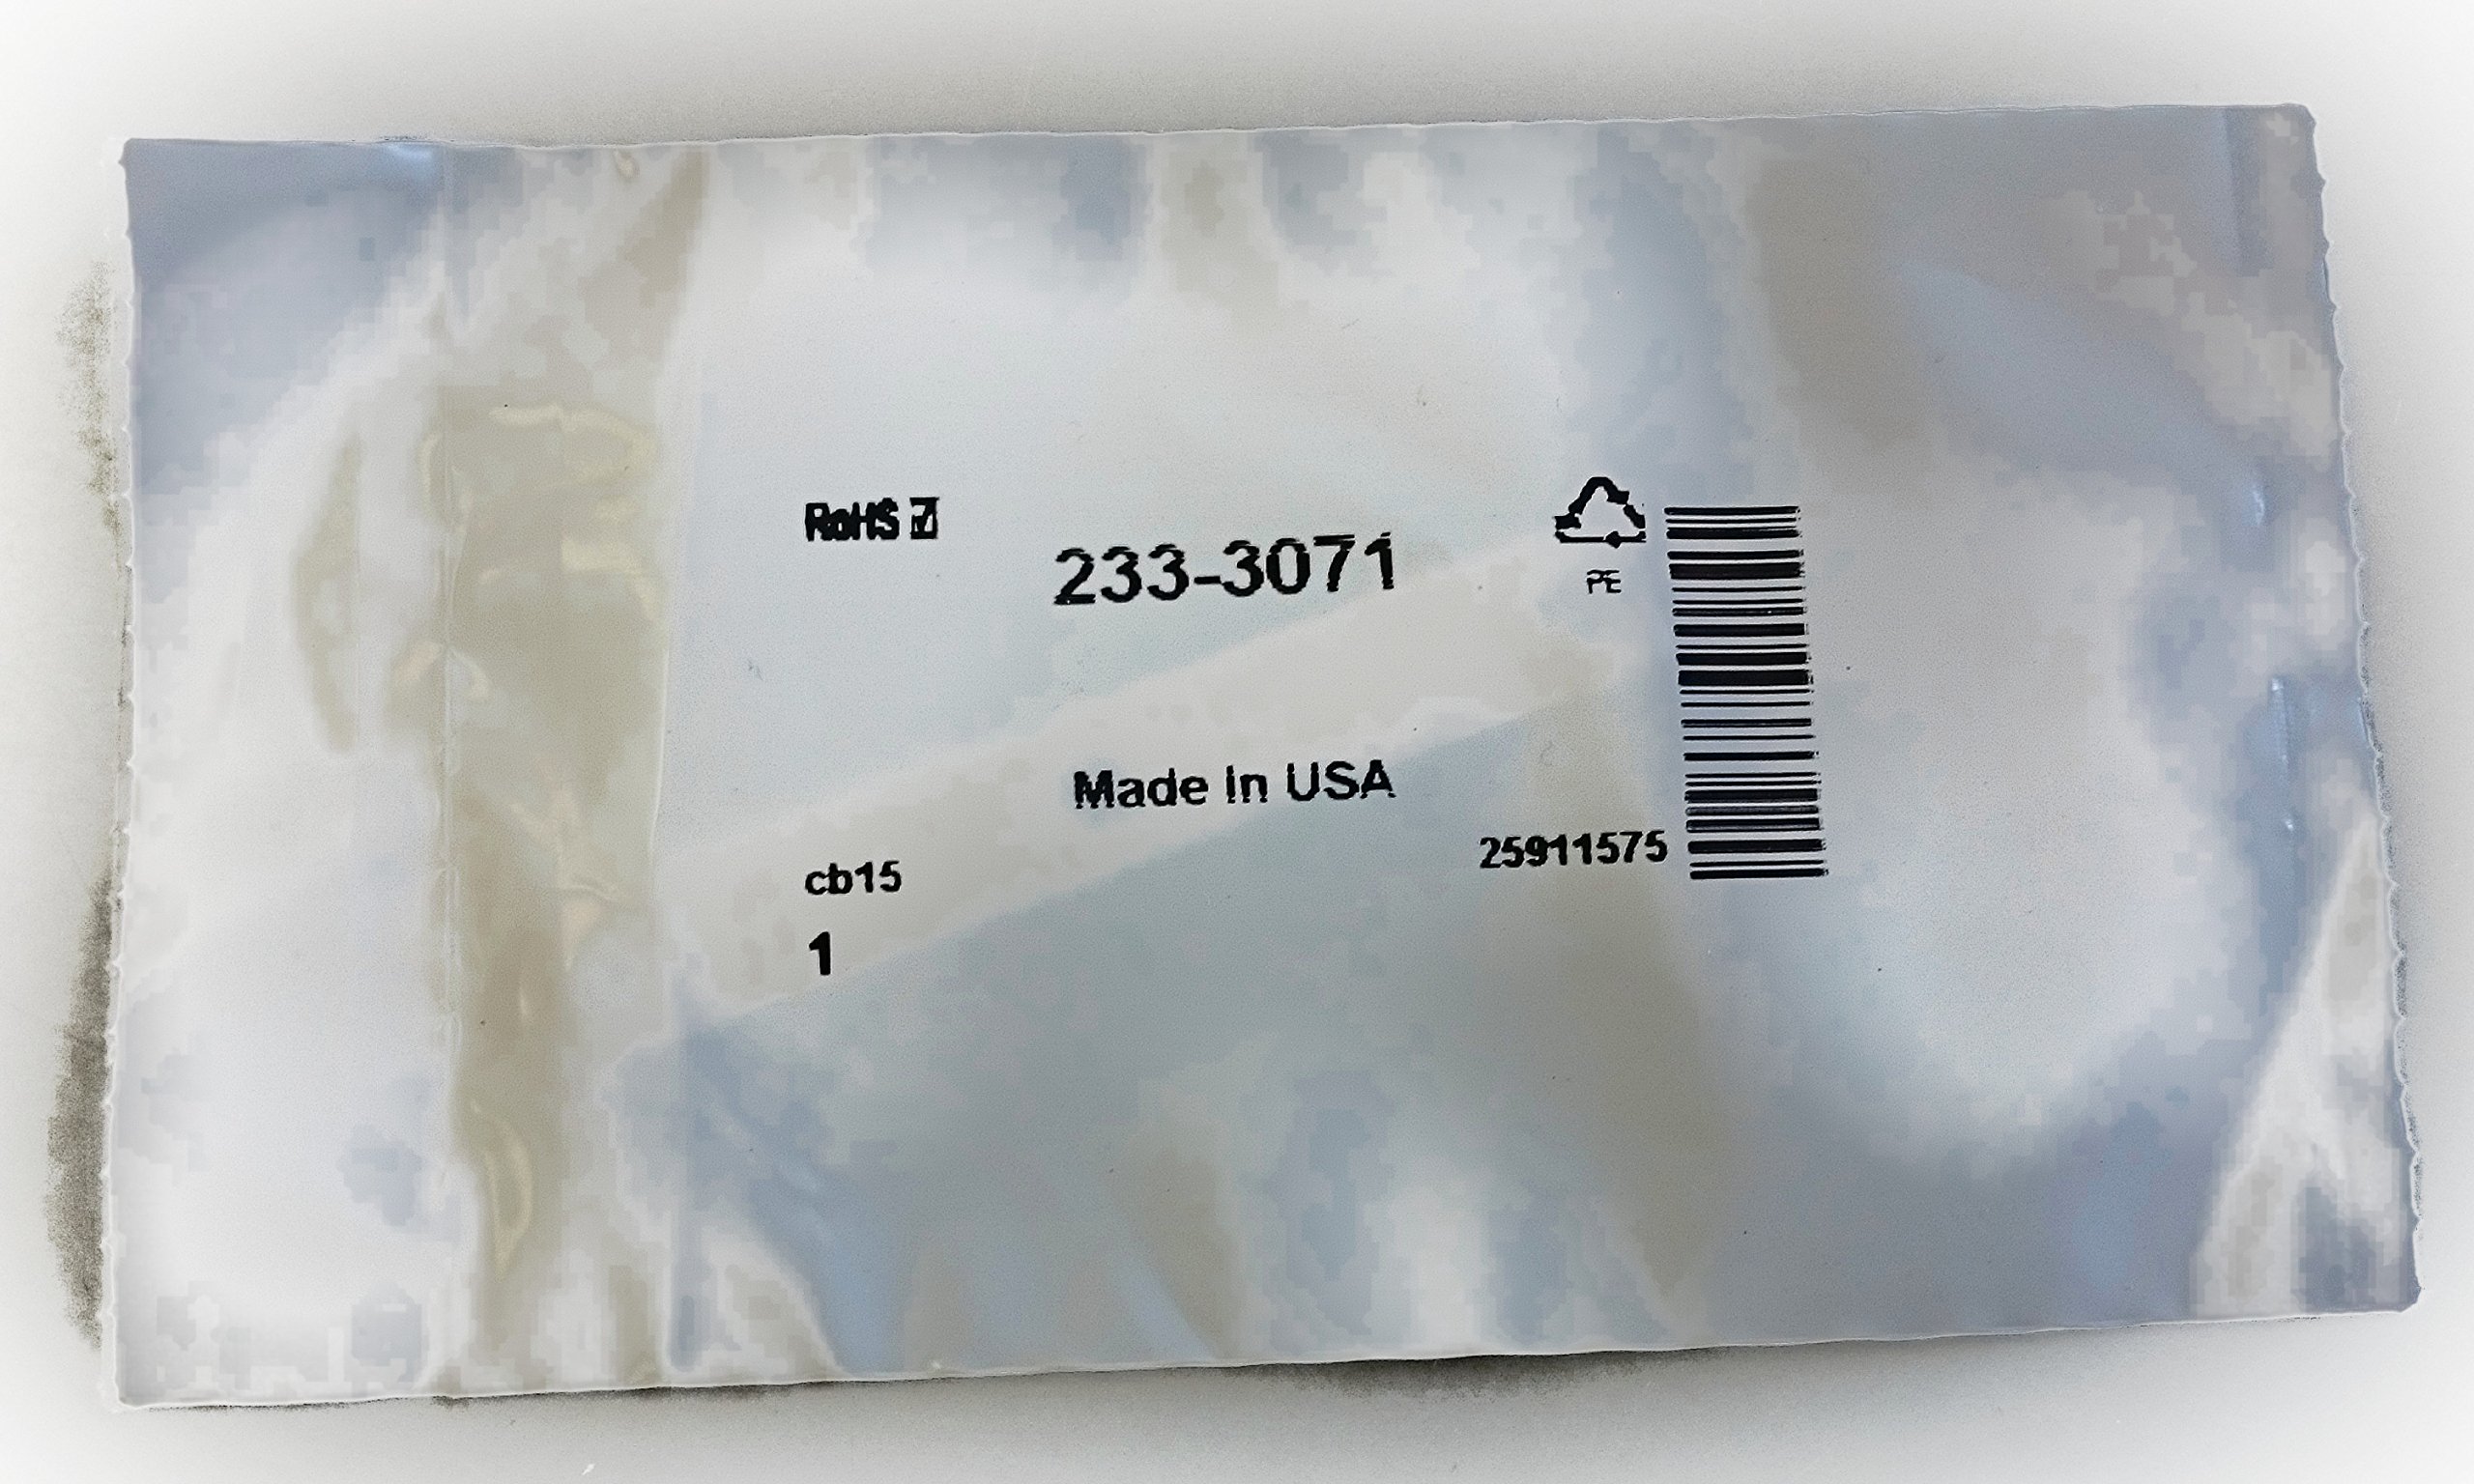 RoHS ☑
233-3071
PE
Made in USA
25911575
cb15
1